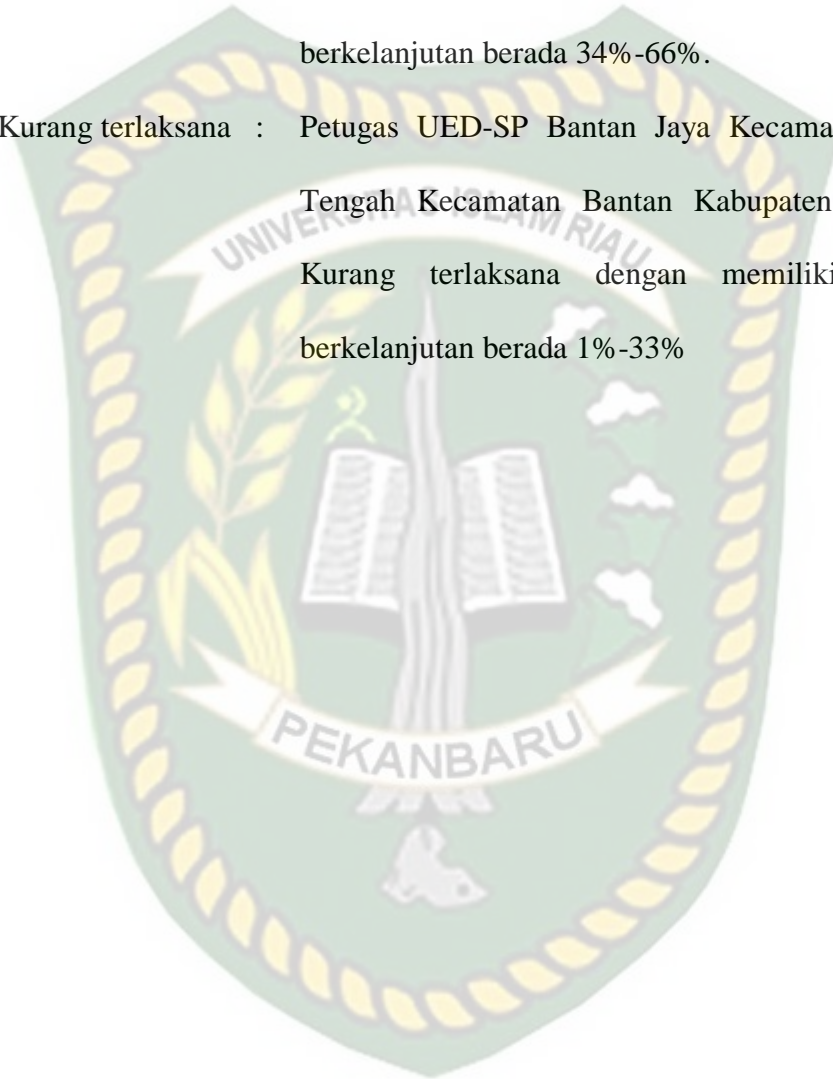 berkelanjutan berada 34%-66%.
Kurang terlaksana : Petugas UED-SP Bantan Jaya Kecama
Tengah Kecamatan Bantan Kabupaten
Kurang terlaksana dengan memiliki
berkelanjutan berada 1%-33%
UNIVERSITAS ISLAM RIAU
PEKANBARU